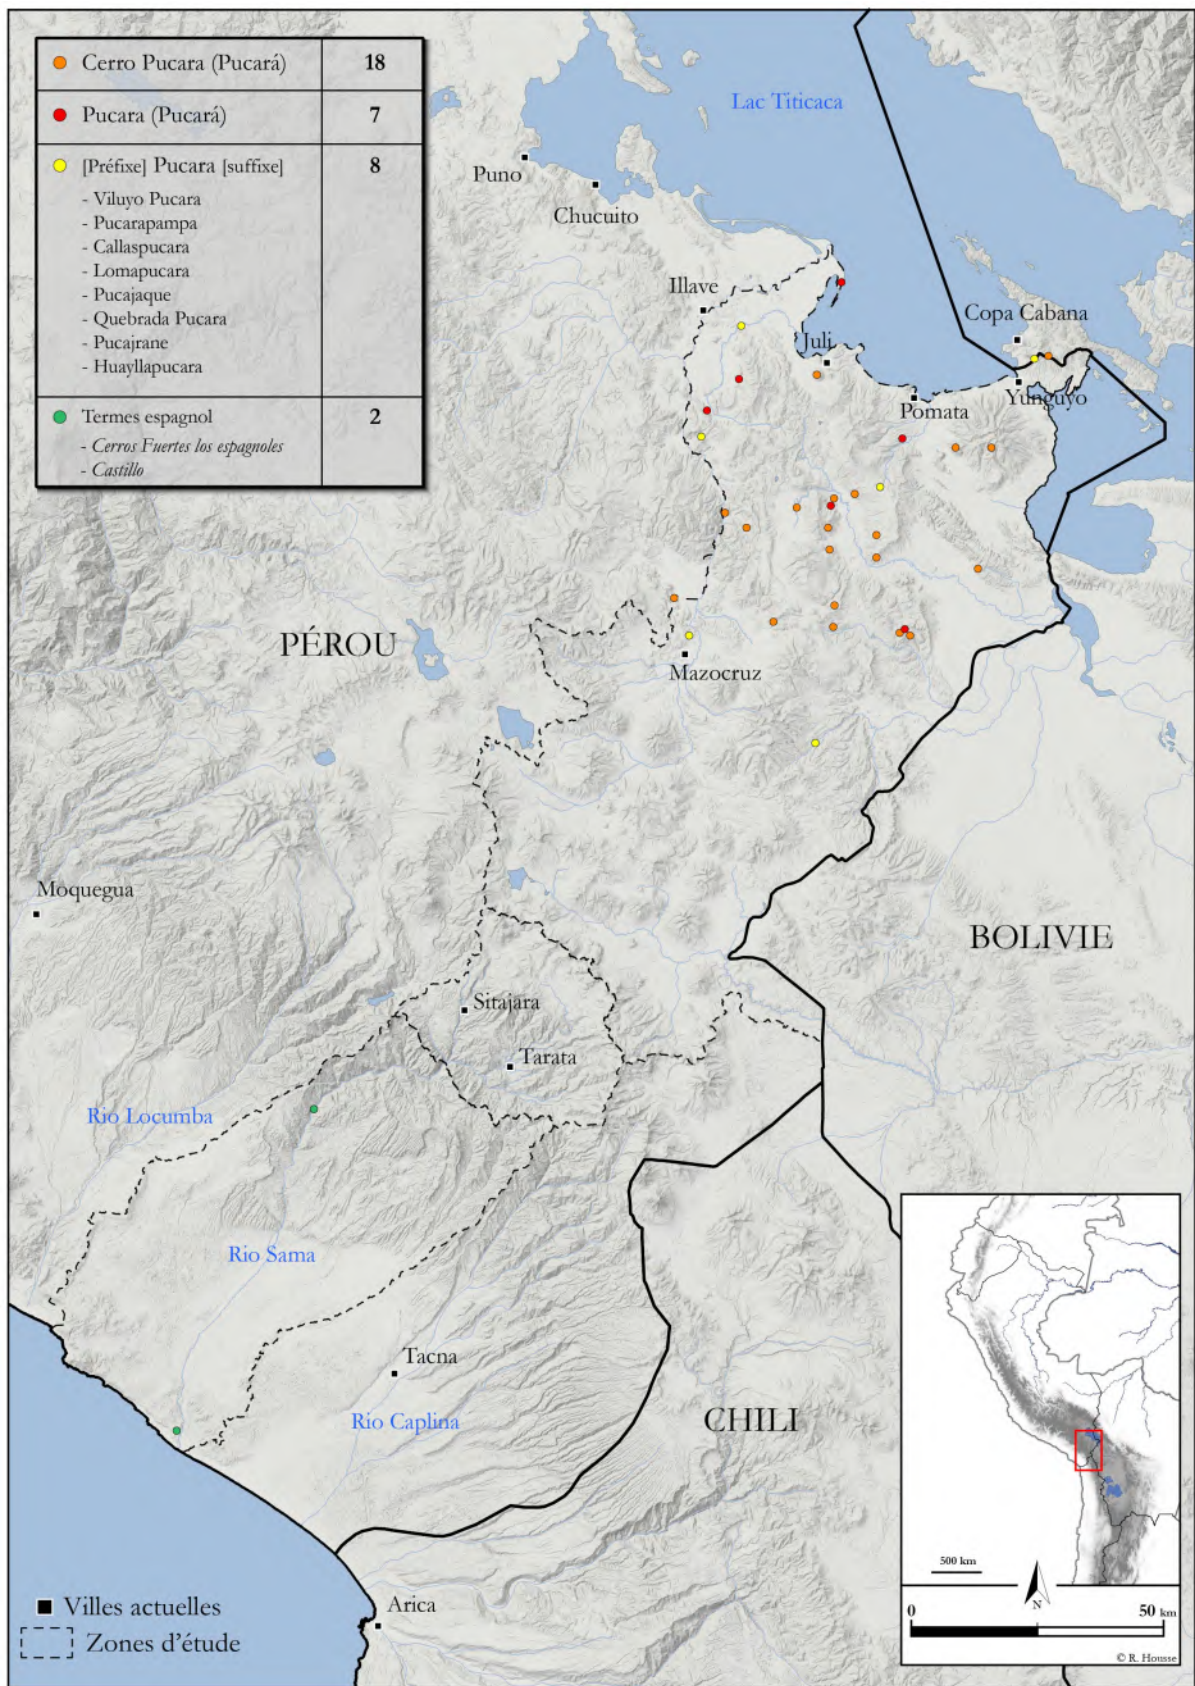 Cerro Pucara (Pucará) 18
Pucara (Pucará) 7
[Préfixe] Pucara [suffixe] 8
- Viluyo Pucara
- Pucarapampa
- Callaspucara
- Lomapucara
- Pucajaque
- Quebrada Pucara
- Pucajrane
- Huayllapucara
Termes espagnol 2
- Cerros Fuertes los espagnoles
- Castillo
Lac Titicaca
Puno
Chucuito
Illave
Copa Cabana
Juli
Yunguyo
Pomata
PÉROU
Mazocruz
Moquegua
BOLIVIE
Sitajara
Tarata
Rio Locumba
Rio Sama
Tacna
Rio Caplina
CHILI
Arica
Villes actuelles
Zones d'étude
500 km
N
0 50 km
© R. Housse